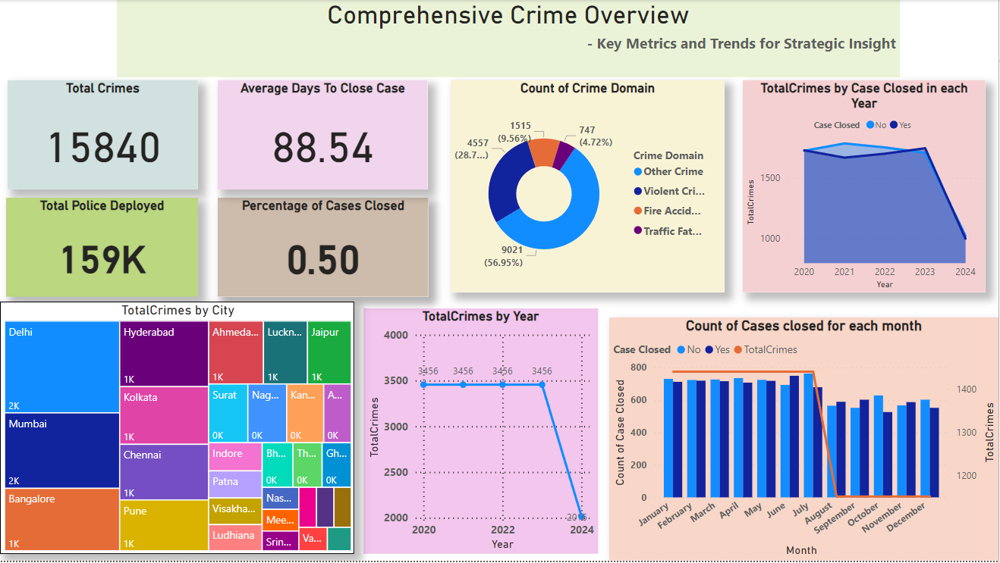 Comprehensive Crime Overview
- Key Metrics and Trends for Strategic Insight
Total Crimes
15840
Average Days To Close Case
88.54
Total Police Deployed
159K
Percentage of Cases Closed
0.50
Count of Crime Domain
1515
(9.56%)
747
(4.72%)
4557
(28.7...)
9021
(56.95%)
Crime Domain
Other Crime
Violent Cri...
Fire Accid...
Traffic Fat...
TotalCrimes by Case Closed in each
Year
Case Closed No Yes
TotalCrimes
1500
1000
2020 2021 2022 2023 2024
Year
TotalCrimes by City
Delhi
2K
Mumbai
2K
Bangalore
1K
Hyderabad
1K
Kolkata
1K
Chennai
1K
Pune
1K
Ahmeda...
1K
Luckn...
1K
Jaipur
1K
Surat
0K
Nag...
0K
Kan...
0K
A...
0K
Indore
Patna
Visakha...
Ludhiana
Bh...
0K
Th...
0K
Gh...
0K
Nas...
Mee...
Srin...
Va...
TotalCrimes by Year
TotalCrimes
4000
3500
3000
2500
2000
3456 3456 3456 3456
2020 2022 2024
Year
Count of Cases closed for each month
Case Closed No Yes TotalCrimes
Count of Case Closed
800
600
400
200
0
TotalCrimes
1400
1300
1200
January February March April May June July August September October November December
Month